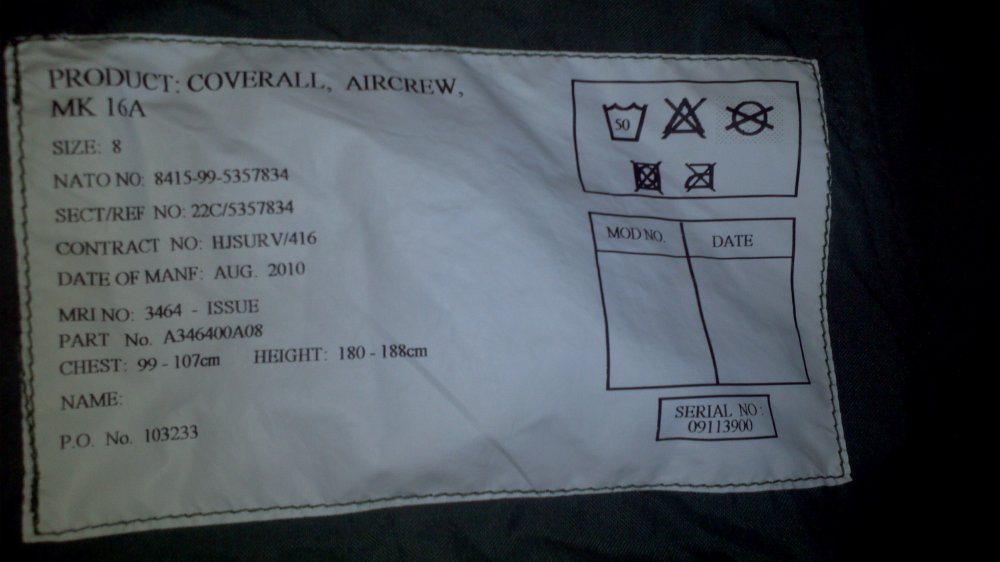 PRODUCT: COVERALL, AIRCREW,
MK 16A
SIZE: 8
NATO NO: 8415-99-5357834
SECT/REF NO: 22C/5357834
CONTRACT NO: HJSURV/416
DATE OF MANF: AUG. 2010
MRI NO: 3464 - ISSUE
PART No. A346400A08
CHEST: 99 - 107cm HEIGHT: 180 - 188cm
NAME:
P.O. No. 103233
50
MOD NO. DATE
SERIAL NO:
09113900